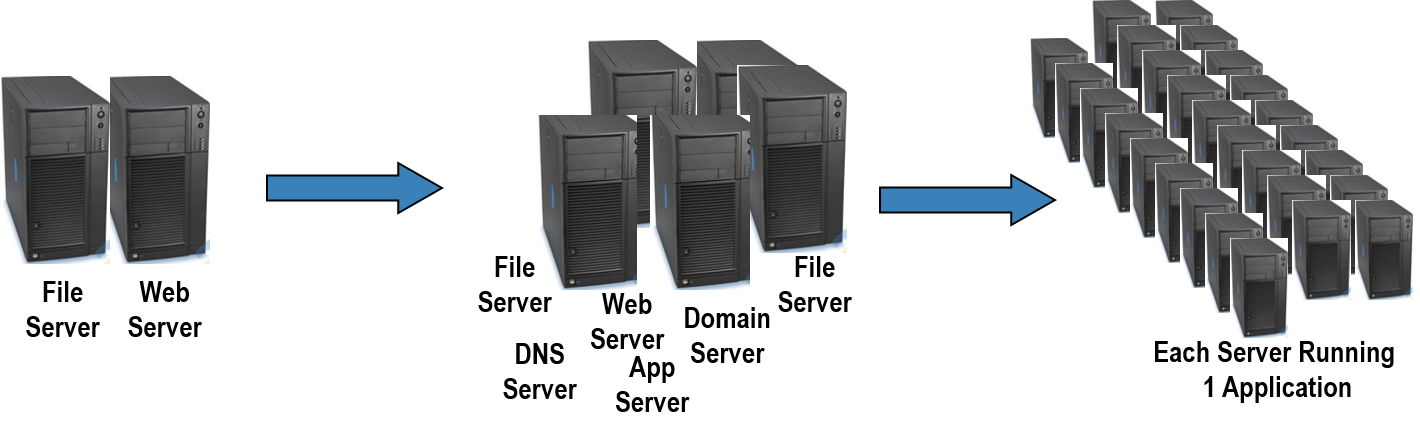 File
Server
Web
Server
File
Server
Web
Server
Domain
Server
File
Server
DNS
Server
App
Server
Each Server Running
1 Application